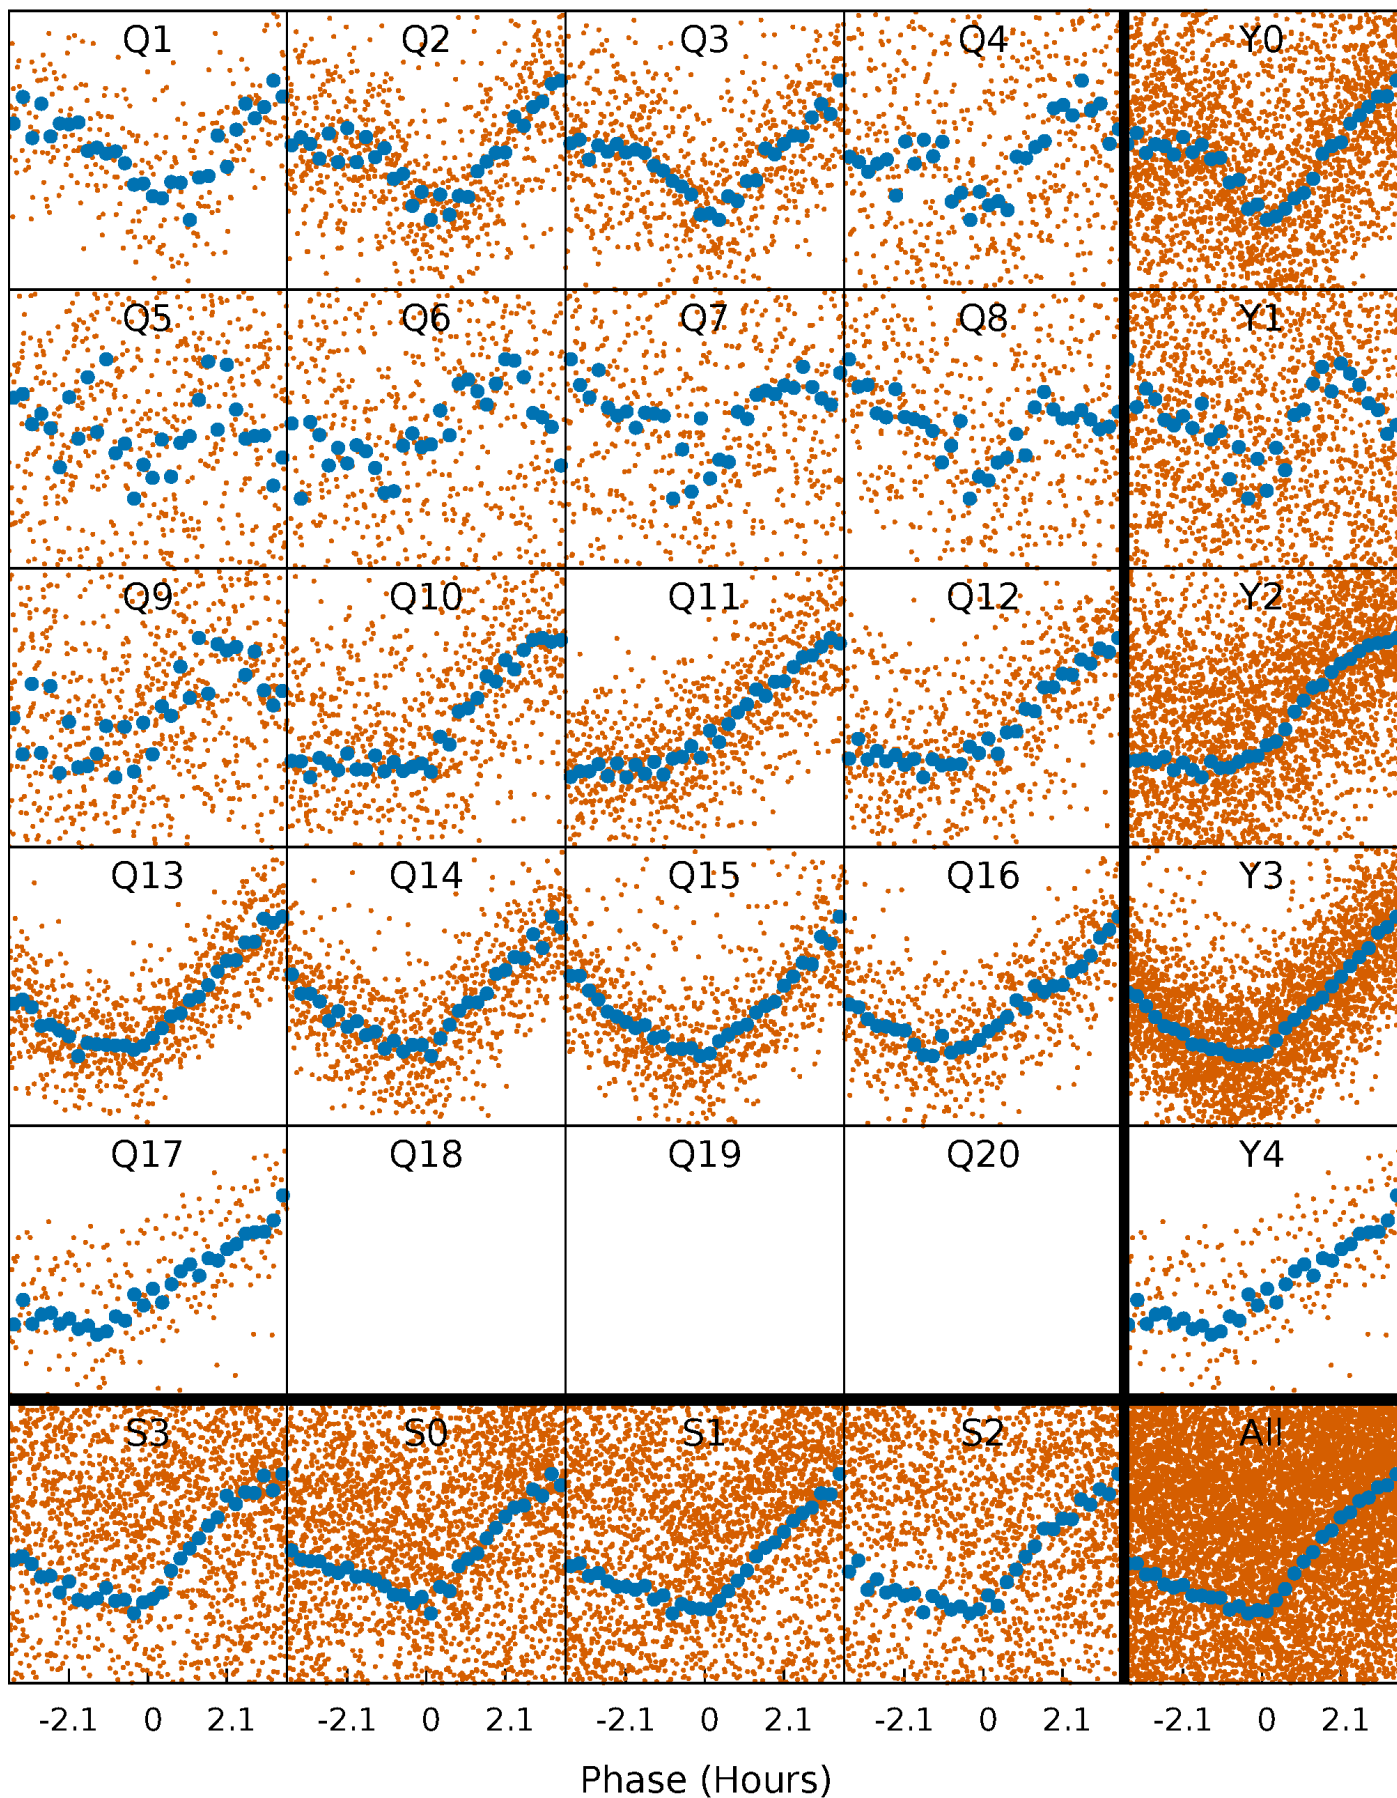 Q1 Q2 Q3 Q4 Y0
Q5 Q6 Q7 Q8 Y1
Q9 Q10 Q11 Q12 Y2
Q13 Q14 Q15 Q16 Y3
Q17 Q18 Q19 Q20 Y4
S3 S0 S1 S2 All
-2.1 0 2.1 -2.1 0 2.1 -2.1 0 2.1 -2.1 0 2.1 -2.1 0 2.1
Phase (Hours)